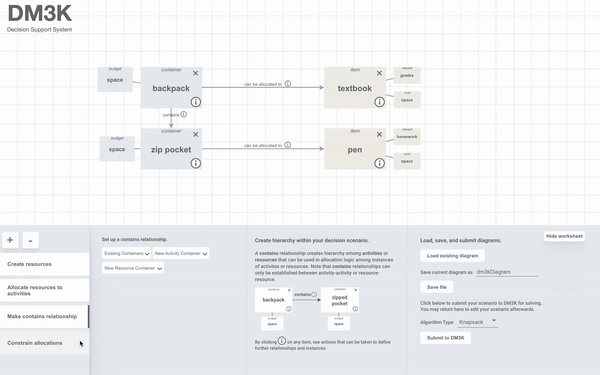 DM3K
Decision Support System
budget
space
container
backpack
can be allocated to
item
textbook
reward
grades
cost
space
contains
budget
space
container
zip pocket
can be allocated to
item
pen
reward
homework
cost
space
Hide worksheet
+ -
Create resources
Allocate resources to
activities
Make contains relationship
Constrain allocations
Set up a contains relationship.
Existing Containers
New Activity Container
New Resource Container
Create hierarchy within your decision scenario.
A contains relationship creates hierarchy among activities or
resources that can be used in allocation logic among instances
of activities or resources. Note that contains relationships can
only be established between activity-activity or resource-
resource.
container
backpack
contains
container
zipped
pocket
budget
space
budget
space
By clicking i on any item, see actions that can be taken to define
further relationships and instances.
Load, save, and submit diagrams.
Load existing diagram
Save current diagram as dm3kDiagram
Save file
Click below to submit your scenario to DM3K for solving.
You may return here to edit your scenario afterwards.
Algorithm Type Knapsack
Submit to DM3K